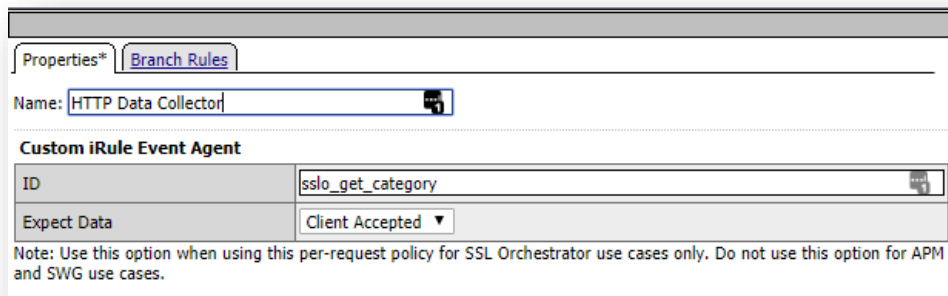 Properties* Branch Rules
Name: HTTP Data Collector
Custom iRule Event Agent
ID sslo_get_category
Expect Data Client Accepted ▼
Note: Use this option when using this per-request policy for SSL Orchestrator use cases only. Do not use this option for APM
and SWG use cases.